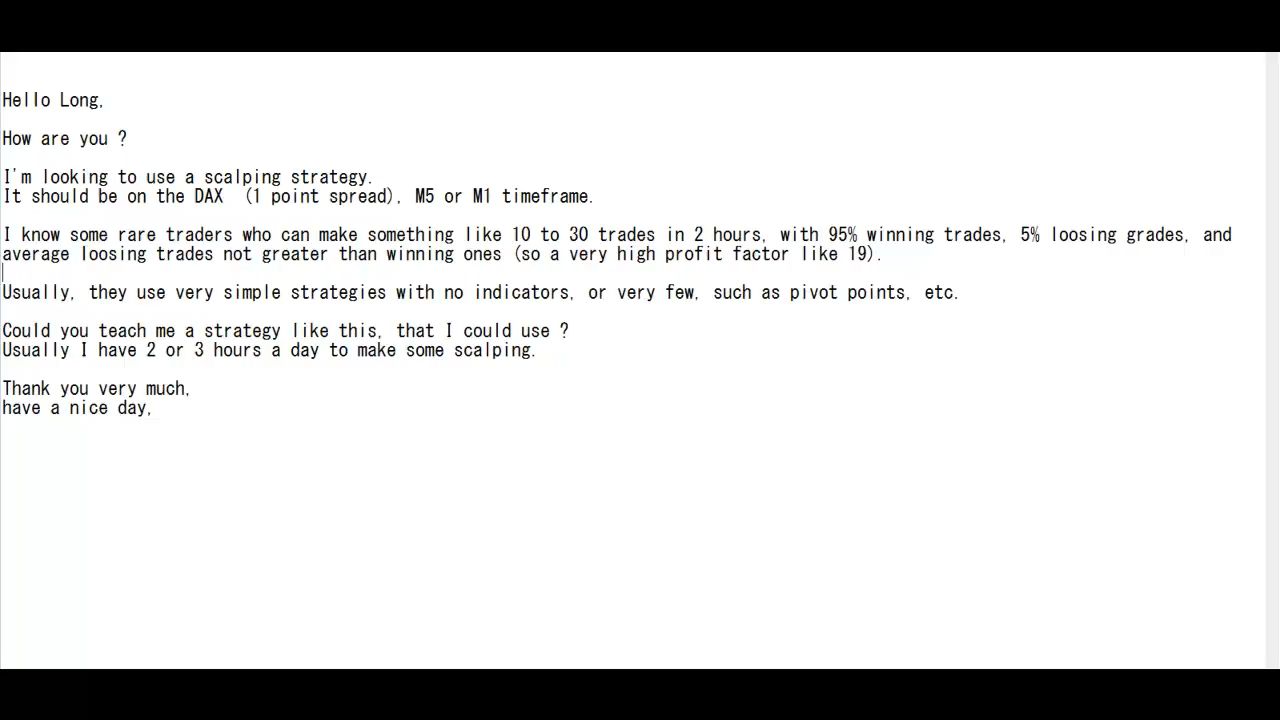 Hello Long,
How are you ?
I'm looking to use a scalping strategy.
It should be on the DAX  (1 point spread), M5 or M1 timeframe.
I know some rare traders who can make something like 10 to 30 trades in 2 hours, with 95% winning trades, 5% loosing grades, and
average loosing trades not greater than winning ones (so a very high profit factor like 19).
Usually, they use very simple strategies with no indicators, or very few, such as pivot points, etc.
Could you teach me a strategy like this, that I could use ?
Usually I have 2 or 3 hours a day to make some scalping.
Thank you very much,
have a nice day,